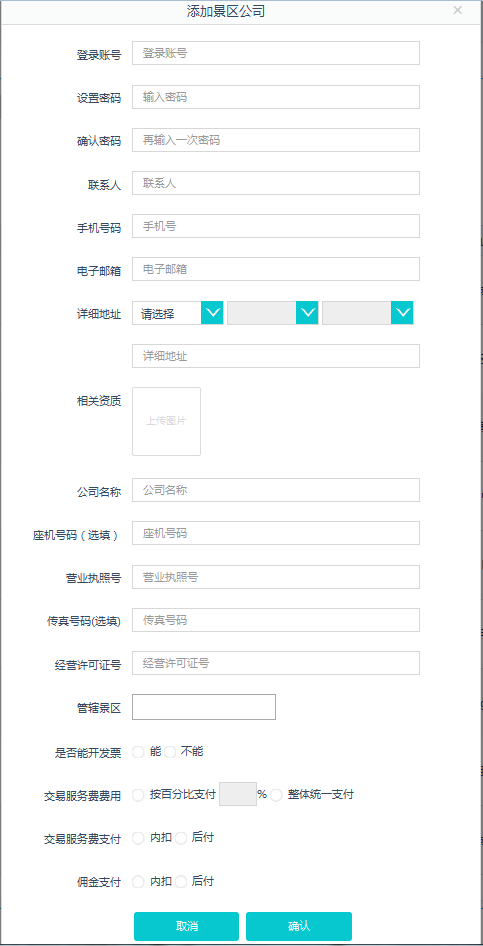 添加景区公司 ×
登录账号 登录账号
设置密码 输入密码
确认密码 再输入一次密码
联系人 联系人
手机号码 手机号
电子邮箱 电子邮箱
详细地址 请选择
详细地址
相关资质 上传图片
公司名称 公司名称
座机号码（选填） 座机号码
营业执照号 营业执照号
传真号码(选填) 传真号码
经营许可证号 经营许可证号
管辖景区
是否能开发票 能 不能
交易服务费费用 按百分比支付 % 整体统一支付
交易服务费支付 内扣 后付
佣金支付 内扣 后付
取消 确认